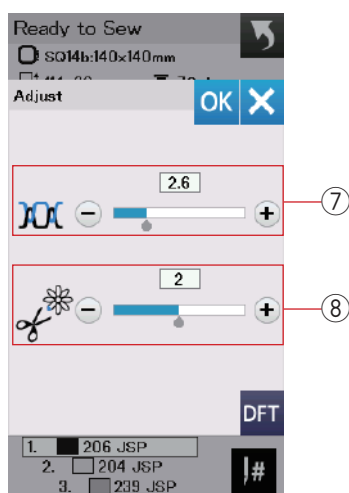 Ready to Sew
SQ14b:140×140mm
Adjust
OK
2.6
⑦
2
⑧
DFT
1. 206 JSP
2. 204 JSP
3. 239 JSP
#